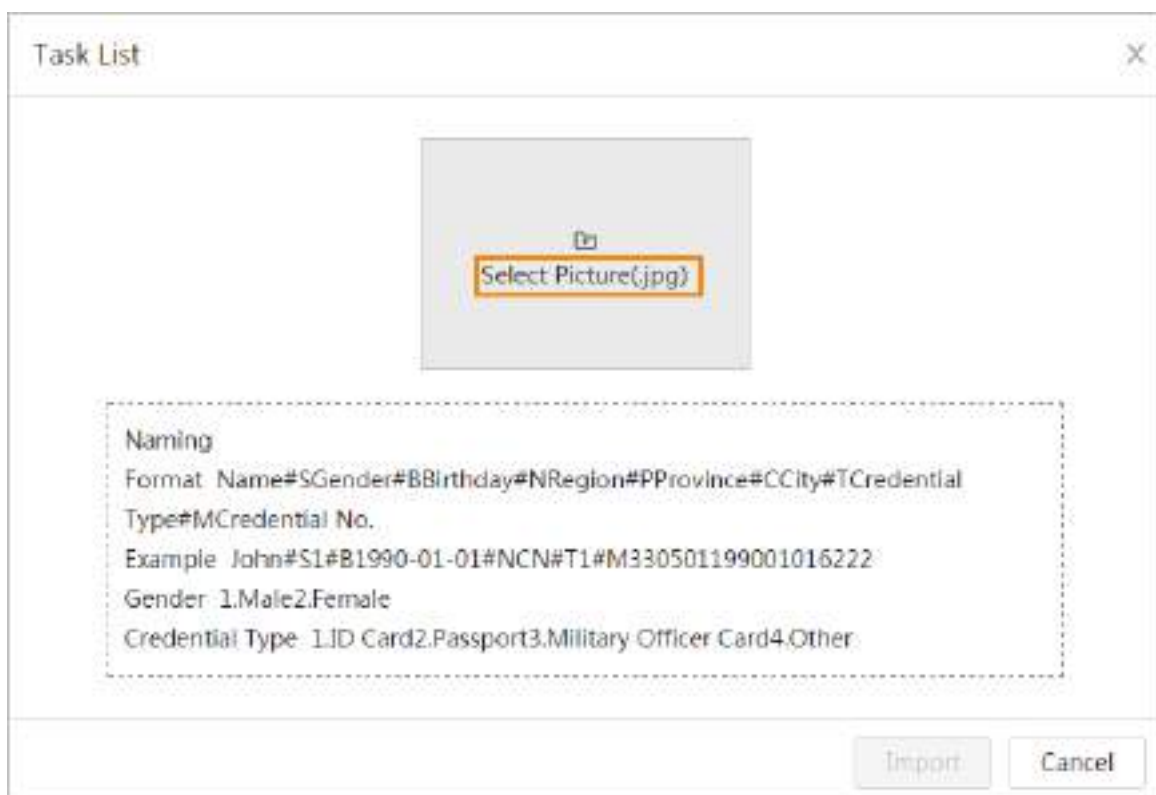 Task List
Select Picture(.jpg)
Naming
Format Name#SGender#BBirthday#NRegion#PProvince#CCity#TCredential
Type#MCredential No.
Example John#S1#B1990-01-01#NCN#T1#M330501199001016222
Gender 1.Male2.Female
Credential Type 1.ID Card2.Passport3.Military Officer Card4.Other
Import
Cancel